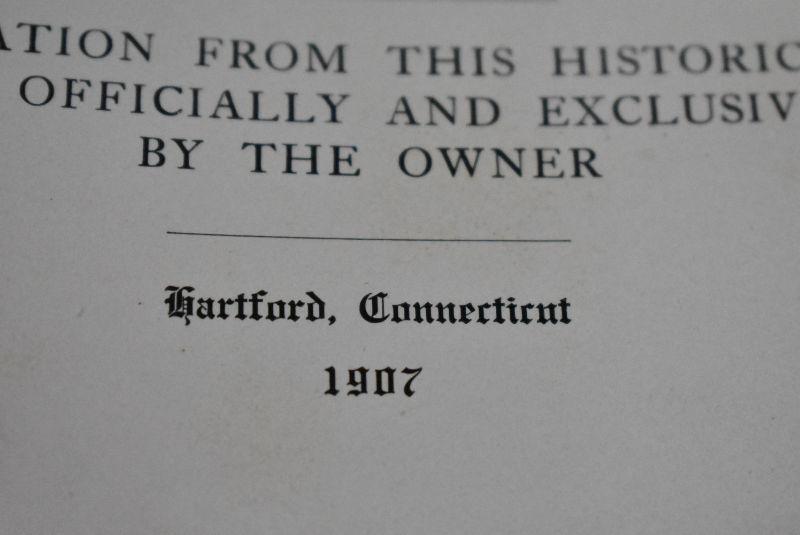 ATION FROM THIS HISTORIC
OFFICIALLY AND EXCLUSIV
BY THE OWNER
Hartford, Connecticut
1907